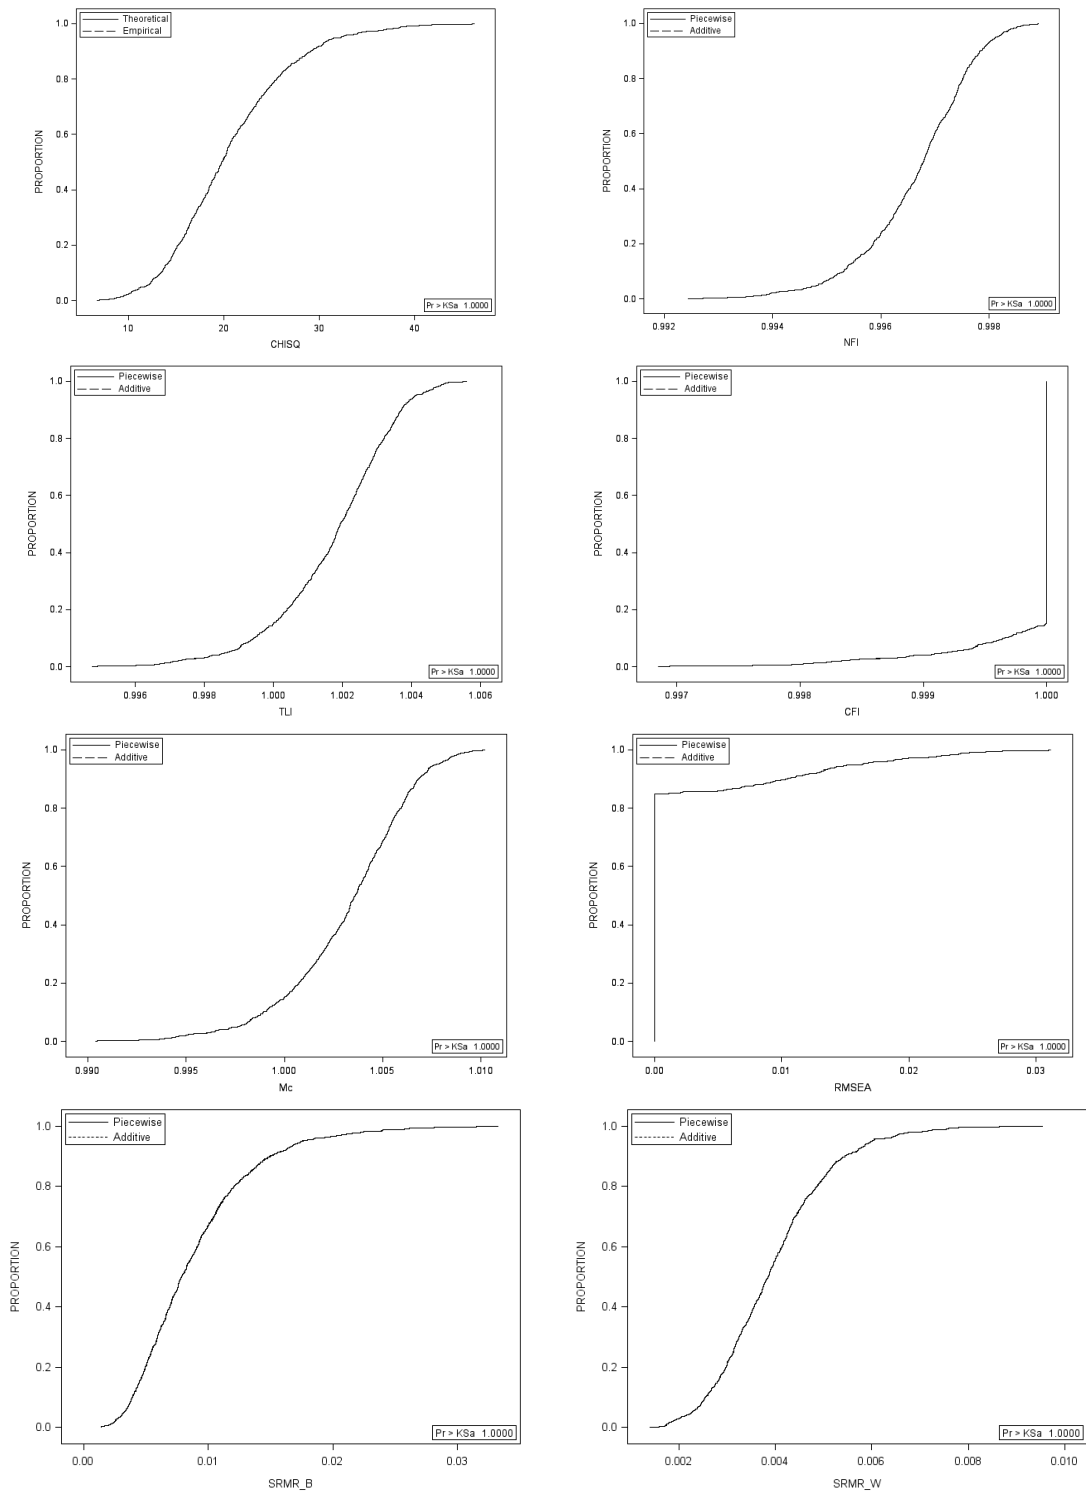 Theoretical
Empirical
PROPORTION
1.0
0.8
0.6
0.4
0.2
0.0
Pr > KSa 1.0000
10 20 30 40
CHISQ
Piecewise
Additive
PROPORTION
1.0
0.8
0.6
0.4
0.2
0.0
Pr > KSa 1.0000
0.992 0.994 0.996 0.998
NFI
Piecewise
Additive
PROPORTION
1.0
0.8
0.6
0.4
0.2
0.0
Pr > KSa 1.0000
0.996 0.998 1.000 1.002 1.004 1.006
TLI
Piecewise
Additive
PROPORTION
1.0
0.8
0.6
0.4
0.2
0.0
Pr > KSa 1.0000
0.997 0.998 0.999 1.000
CFI
Piecewise
Additive
PROPORTION
1.0
0.8
0.6
0.4
0.2
0.0
Pr > KSa 1.0000
0.990 0.995 1.000 1.005 1.010
Mc
Piecewise
Additive
PROPORTION
1.0
0.8
0.6
0.4
0.2
0.0
Pr > KSa 1.0000
0.00 0.01 0.02 0.03
RMSEA
Piecewise
Additive
PROPORTION
1.0
0.8
0.6
0.4
0.2
0.0
Pr > KSa 1.0000
0.00 0.01 0.02 0.03
SRMR_B
Piecewise
Additive
PROPORTION
1.0
0.8
0.6
0.4
0.2
0.0
Pr > KSa 1.0000
0.002 0.004 0.006 0.008 0.010
SRMR_W